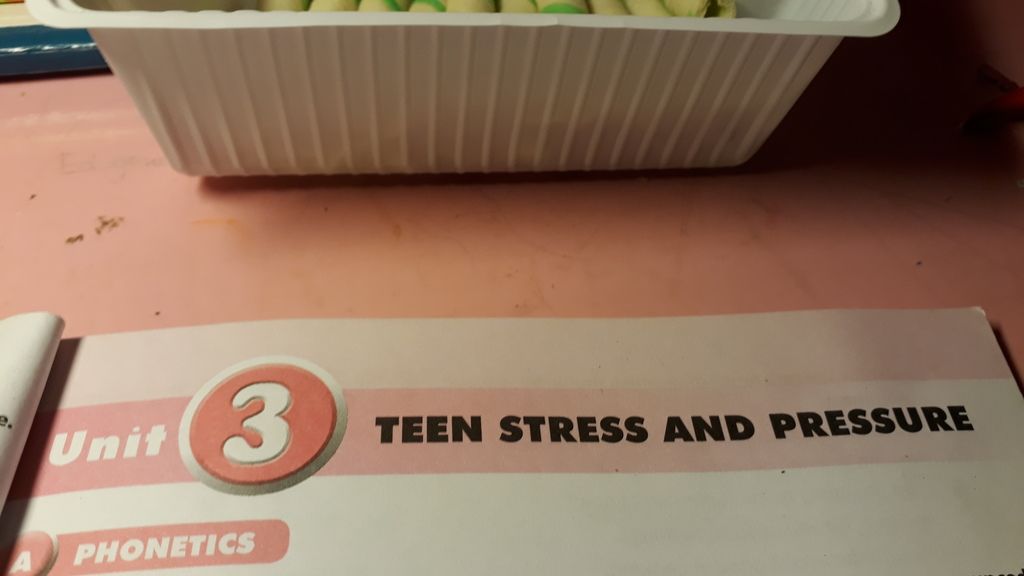 Unit 3 TEEN STRESS AND PRESSURE
A PHONETICS
e.